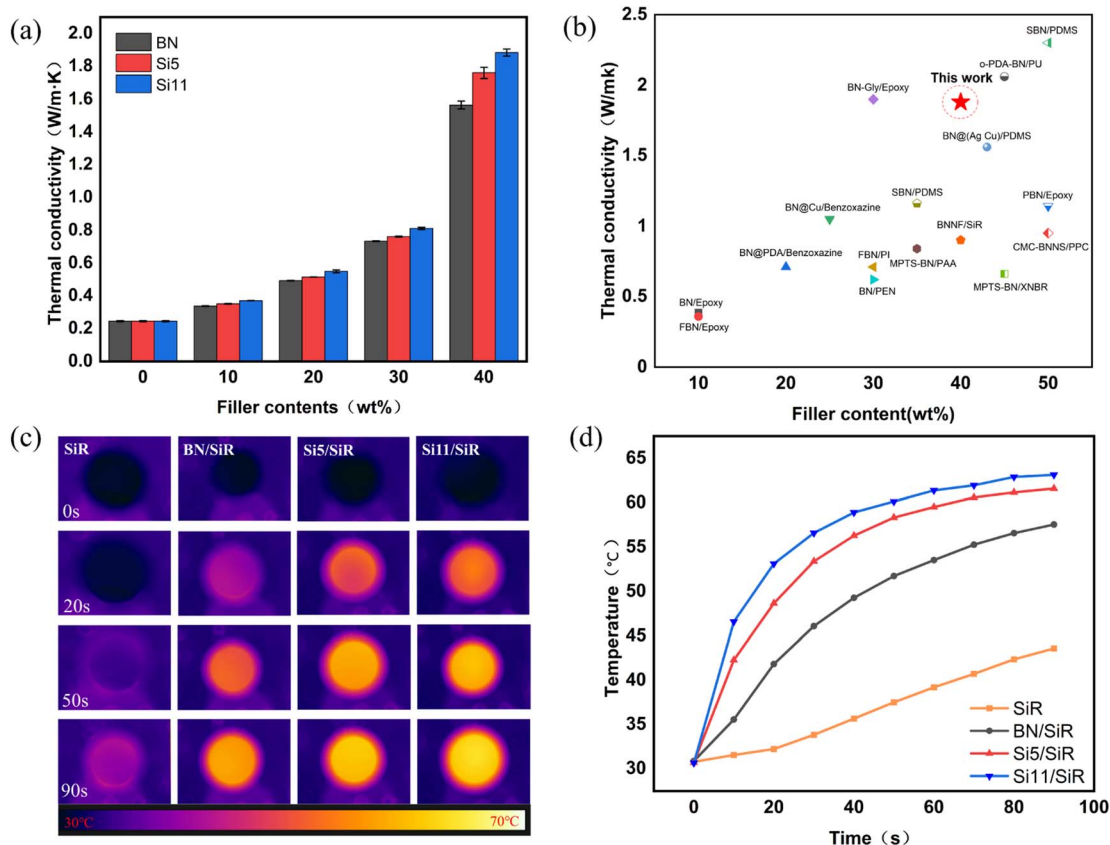 (a)
Thermal conductivity（W/m·K）
2.0
1.8
1.6
1.4
1.2
1.0
0.8
0.6
0.4
0.2
0.0
BN
Si5
Si11
0 10 20 30 40
Filler contents（wt%）
(b)
Thermal conductivity（W/mk）
2.5
2
1.5
1
0.5
0
SBN/PDMS
o-PDA-BN/PU
This work
BN-Gly/Epoxy
BN@(Ag Cu)/PDMS
SBN/PDMS
PBN/Epoxy
BN@Cu/Benzoxazine
BNNF/SiR
CMC-BNNS/PPC
BN@PDA/Benzoxazine
FBN/PI
MPTS-BN/PAA
BN/PEN
MPTS-BN/XNBR
BN/Epoxy
FBN/Epoxy
10 20 30 40 50
Filler content(wt%)
(c)
SiR BN/SiR Si5/SiR Si11/SiR
0s
20s
50s
90s
30℃ 70℃
(d)
Temperature（℃）
65
60
55
50
45
40
35
30
SiR
BN/SiR
Si5/SiR
Si11/SiR
0 20 40 60 80 100
Time（s）